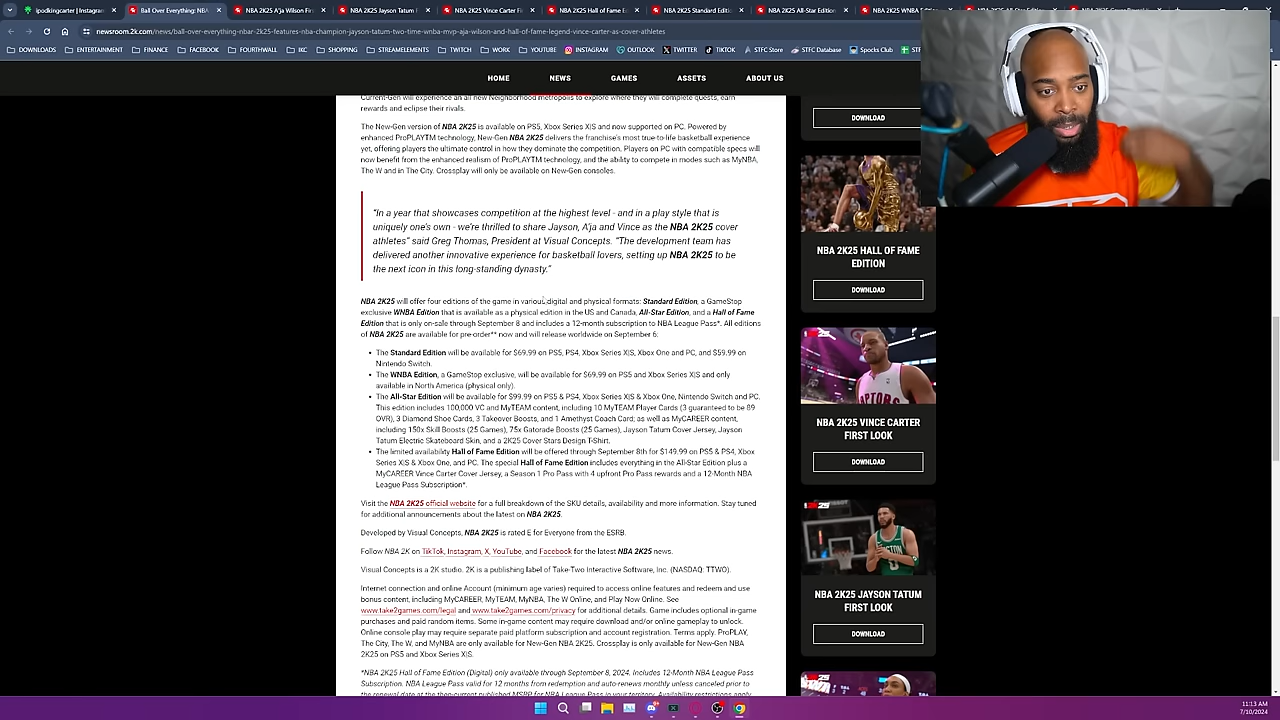 ipodkingcarter | Instagram
Ball Over Everything: NBA
NBA 2K25 A'ja Wilson Fir
NBA 2K25 Jayson Tatum
NBA 2K25 Vince Carter Fi
NBA 2K25 Hall of Fame E
NBA 2K25 Standard Editio
NBA 2K25 All-Star Edition
newsroom.2k.com/news/ball-over-everything-nbar-2k25-features-nba-champion-jayson-tatum-two-time-wnba-mvp-aja-wilson-and-hall-of-fame-legend-vince-carter-as-cover-athletes
DOWNLOADS ENTERTAINMENT FINANCE FACEBOOK FOURTHWALL IKC SHOPPING STREAMELEMENTS TWITCH WORK YOUTUBE INSTAGRAM OUTLOOK TWITTER TIKTOK STFC Store STFC Database Spocks Club
HOME NEWS GAMES ASSETS ABOUT US
Current-Gen will experience an all new Neighborhood metropolis to explore where they will complete quests, earn
rewards and eclipse their rivals.
The New-Gen version of NBA 2K25 is available on PS5, Xbox Series X|S and now supported on PC. Powered by
enhanced ProPLAYTM technology, New-Gen NBA 2K25 delivers the franchise's most true-to-life basketball experience
yet, offering players the ultimate control in how they dominate the competition. Players on PC with compatible specs will
now benefit from the enhanced realism of ProPLAYTM technology, and the ability to compete in modes such as MyNBA,
The W and in The City. Crossplay will only be available on New-Gen consoles.
"In a year that showcases competition at the highest level - and in a play style that is
uniquely one's own - we're thrilled to share Jayson, A'ja and Vince as the NBA 2K25 cover
athletes" said Greg Thomas, President at Visual Concepts. "The development team has
delivered another innovative experience for basketball lovers, setting up NBA 2K25 to be
the next icon in this long-standing dynasty."
NBA 2K25 will offer four editions of the game in various digital and physical formats: Standard Edition, a GameStop
exclusive WNBA Edition that is available as a physical edition in the US and Canada, All-Star Edition, and a Hall of Fame
Edition that is only on-sale through September 8 and includes a 12-month subscription to NBA League Pass*. All editions
of NBA 2K25 are available for pre-order** now and will release worldwide on September 6.
• The Standard Edition will be available for $69.99 on PS5, PS4, Xbox Series X|S, Xbox One and PC, and $59.99 on
Nintendo Switch.
• The WNBA Edition, a GameStop exclusive, will be available for $69.99 on PS5 and Xbox Series X|S and only
available in North America (physical only).
• The All-Star Edition will be available for $99.99 on PS5 & PS4, Xbox Series X|S & Xbox One, Nintendo Switch and PC.
This edition includes 100,000 VC and MyTEAM content, including 10 MyTEAM Player Cards (3 guaranteed to be 89
OVR), 3 Diamond Shoe Cards, 3 Takeover Boosts, and 1 Amethyst Coach Card; as well as MyCAREER content,
including 150x Skill Boosts (25 Games), 75x Gatorade Boosts (25 Games), Jayson Tatum Cover Jersey, Jayson
Tatum Electric Skateboard Skin, and a 2K25 Cover Stars Design T-Shirt.
• The limited availability Hall of Fame Edition will be offered through September 8th for $149.99 on PS5 & PS4, Xbox
Series X|S & Xbox One, and PC. The special Hall of Fame Edition includes everything in the All-Star Edition plus a
MyCAREER Vince Carter Cover Jersey, a Season 1 Pro Pass with 4 upfront Pro Pass rewards and a 12-Month NBA
League Pass Subscription*.
Visit the NBA 2K25 official website for a full breakdown of the SKU details, availability and more information. Stay tuned
for additional announcements about the latest on NBA 2K25.
Developed by Visual Concepts, NBA 2K25 is rated E for Everyone from the ESRB.
Follow NBA 2K on TikTok, Instagram, X, YouTube, and Facebook for the latest NBA 2K25 news.
Visual Concepts is a 2K studio. 2K is a publishing label of Take-Two Interactive Software, Inc. (NASDAQ: TTWO).
Internet connection and online Account (minimum age varies) required to access online features and redeem and use
bonus content, including MyCAREER, MyTEAM, MyNBA, The W Online, and Play Now Online. See
www.take2games.com/legal and www.take2games.com/privacy for additional details. Game includes optional in-game
purchases and paid random items. Some in-game content may require download and/or online gameplay to unlock.
Online console play may require separate paid platform subscription and account registration. Terms apply. ProPLAY,
The City, The W, and MyNBA are only available for New-Gen NBA 2K25. Crossplay is only available for New-Gen NBA
2K25 on PS5 and Xbox Series X|S.
*NBA 2K25 Hall of Fame Edition (Digital) only available through September 8, 2024. Includes 12-Month NBA League Pass
Subscription. NBA League Pass valid for 12 months from redemption and auto renews monthly unless canceled prior to
the renewal date at the then-current published MSRP for NBA League Pass in your territory. Availability restrictions apply
DOWNLOAD
NBA 2K25 HALL OF FAME
EDITION
DOWNLOAD
NBA 2K25 VINCE CARTER
FIRST LOOK
DOWNLOAD
NBA 2K25 JAYSON TATUM
FIRST LOOK
DOWNLOAD
11:13 AM
7/10/2024